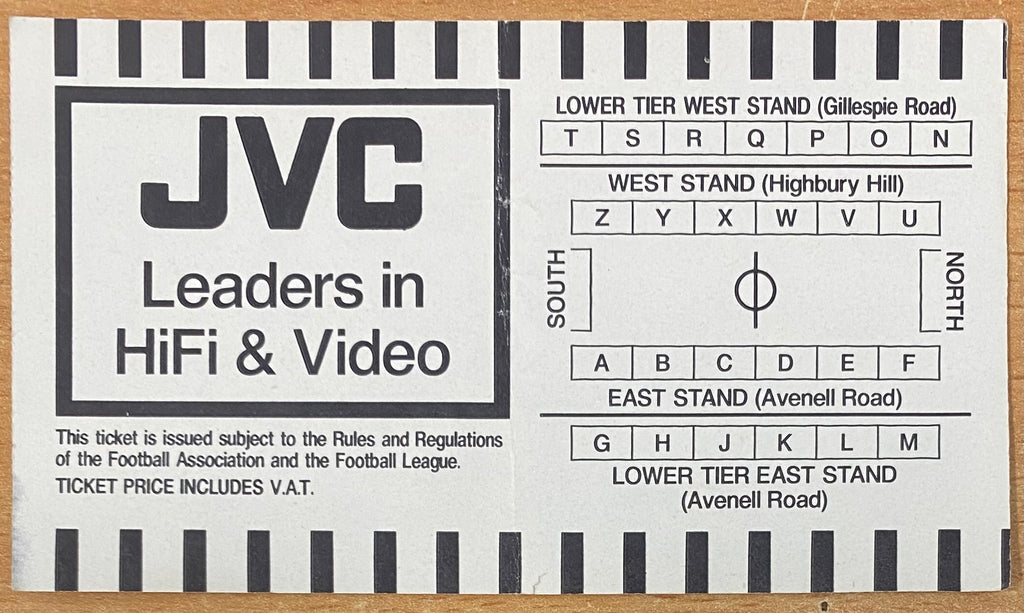 JVC
Leaders in
HiFi & Video
This ticket is issued subject to the Rules and Regulations
of the Football Association and the Football League.
TICKET PRICE INCLUDES V.A.T.
LOWER TIER WEST STAND (Gillespie Road)
T S R Q P O N
WEST STAND (Highbury Hill)
Z Y X W V U
SOUTH
NORTH
A B C D E F
EAST STAND (Avenell Road)
G H J K L M
LOWER TIER EAST STAND
(Avenell Road)